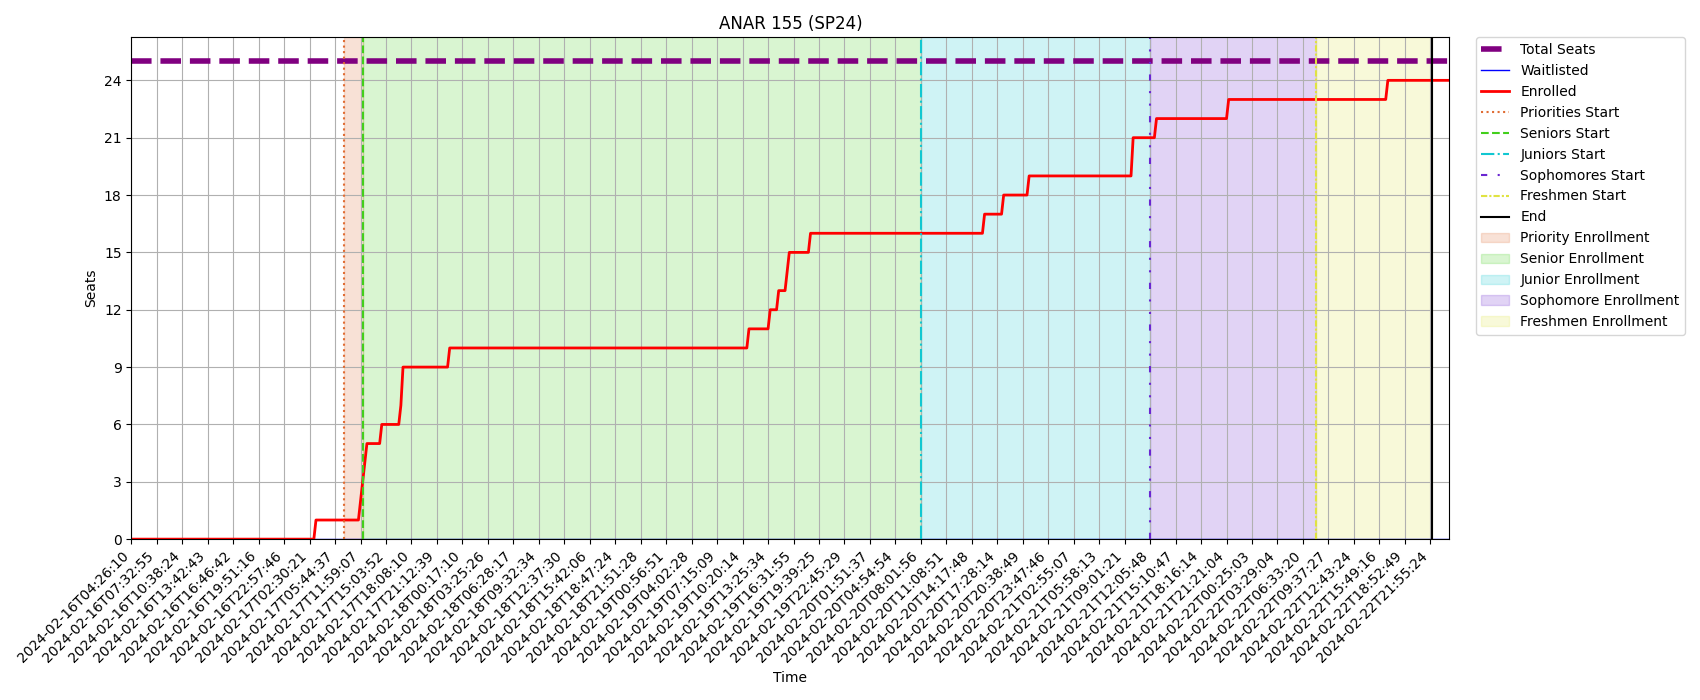 ANAR 155 (SP24)
Seats
24
21
18
15
12
9
6
3
0
2024-02-16T04:26:10
2024-02-16T07:32:55
2024-02-16T10:38:24
2024-02-16T13:42:43
2024-02-16T16:46:42
2024-02-16T19:51:16
2024-02-16T22:57:46
2024-02-17T02:30:21
2024-02-17T05:44:37
2024-02-17T11:59:07
2024-02-17T15:03:52
2024-02-17T18:08:10
2024-02-17T21:12:39
2024-02-18T00:17:10
2024-02-18T03:25:26
2024-02-18T06:28:17
2024-02-18T09:32:34
2024-02-18T12:37:30
2024-02-18T15:42:06
2024-02-18T18:47:24
2024-02-18T21:51:28
2024-02-19T00:56:51
2024-02-19T04:02:28
2024-02-19T07:15:09
2024-02-19T10:20:14
2024-02-19T13:25:34
2024-02-19T16:31:55
2024-02-19T19:39:25
2024-02-19T22:45:29
2024-02-20T01:51:37
2024-02-20T04:54:54
2024-02-20T08:01:56
2024-02-20T11:08:51
2024-02-20T14:17:48
2024-02-20T17:28:14
2024-02-20T20:38:49
2024-02-20T23:47:46
2024-02-21T02:55:07
2024-02-21T05:58:13
2024-02-21T09:01:21
2024-02-21T12:05:48
2024-02-21T15:10:47
2024-02-21T18:16:14
2024-02-21T21:21:04
2024-02-22T00:25:03
2024-02-22T03:29:04
2024-02-22T06:33:20
2024-02-22T09:37:27
2024-02-22T12:43:24
2024-02-22T15:49:16
2024-02-22T18:52:49
2024-02-22T21:55:24
Time
Total Seats
Waitlisted
Enrolled
Priorities Start
Seniors Start
Juniors Start
Sophomores Start
Freshmen Start
End
Priority Enrollment
Senior Enrollment
Junior Enrollment
Sophomore Enrollment
Freshmen Enrollment